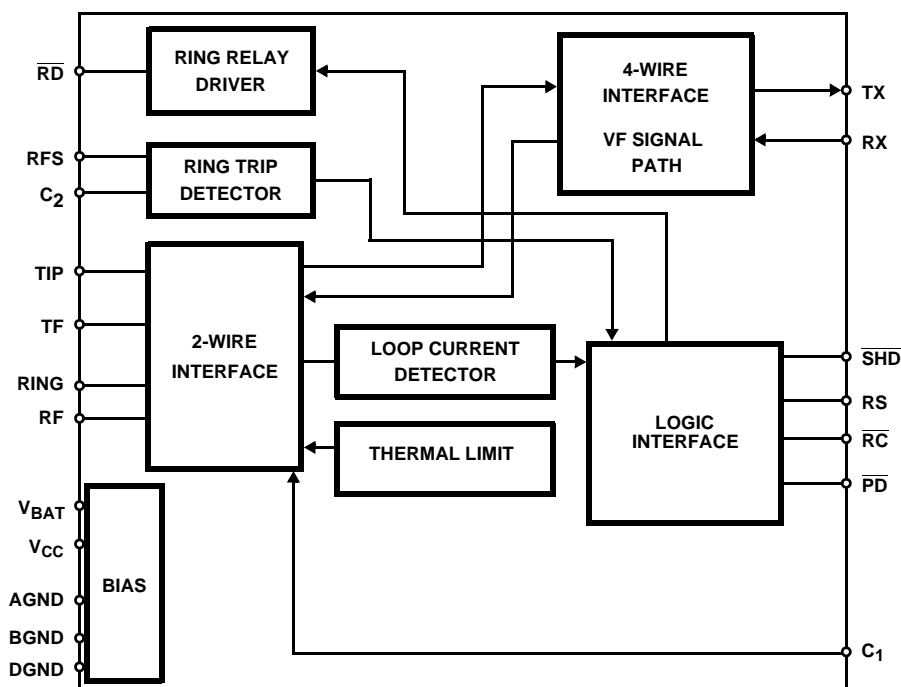 RD
RFS
C2
TIP
TF
RING
RF
VBAT
VCC
AGND
BGND
DGND
RING RELAY
DRIVER
RING TRIP
DETECTOR
2-WIRE
INTERFACE
BIAS
LOOP CURRENT
DETECTOR
THERMAL LIMIT
4-WIRE
INTERFACE
VF SIGNAL
PATH
LOGIC
INTERFACE
TX
RX
SHD
RS
RC
PD
C1